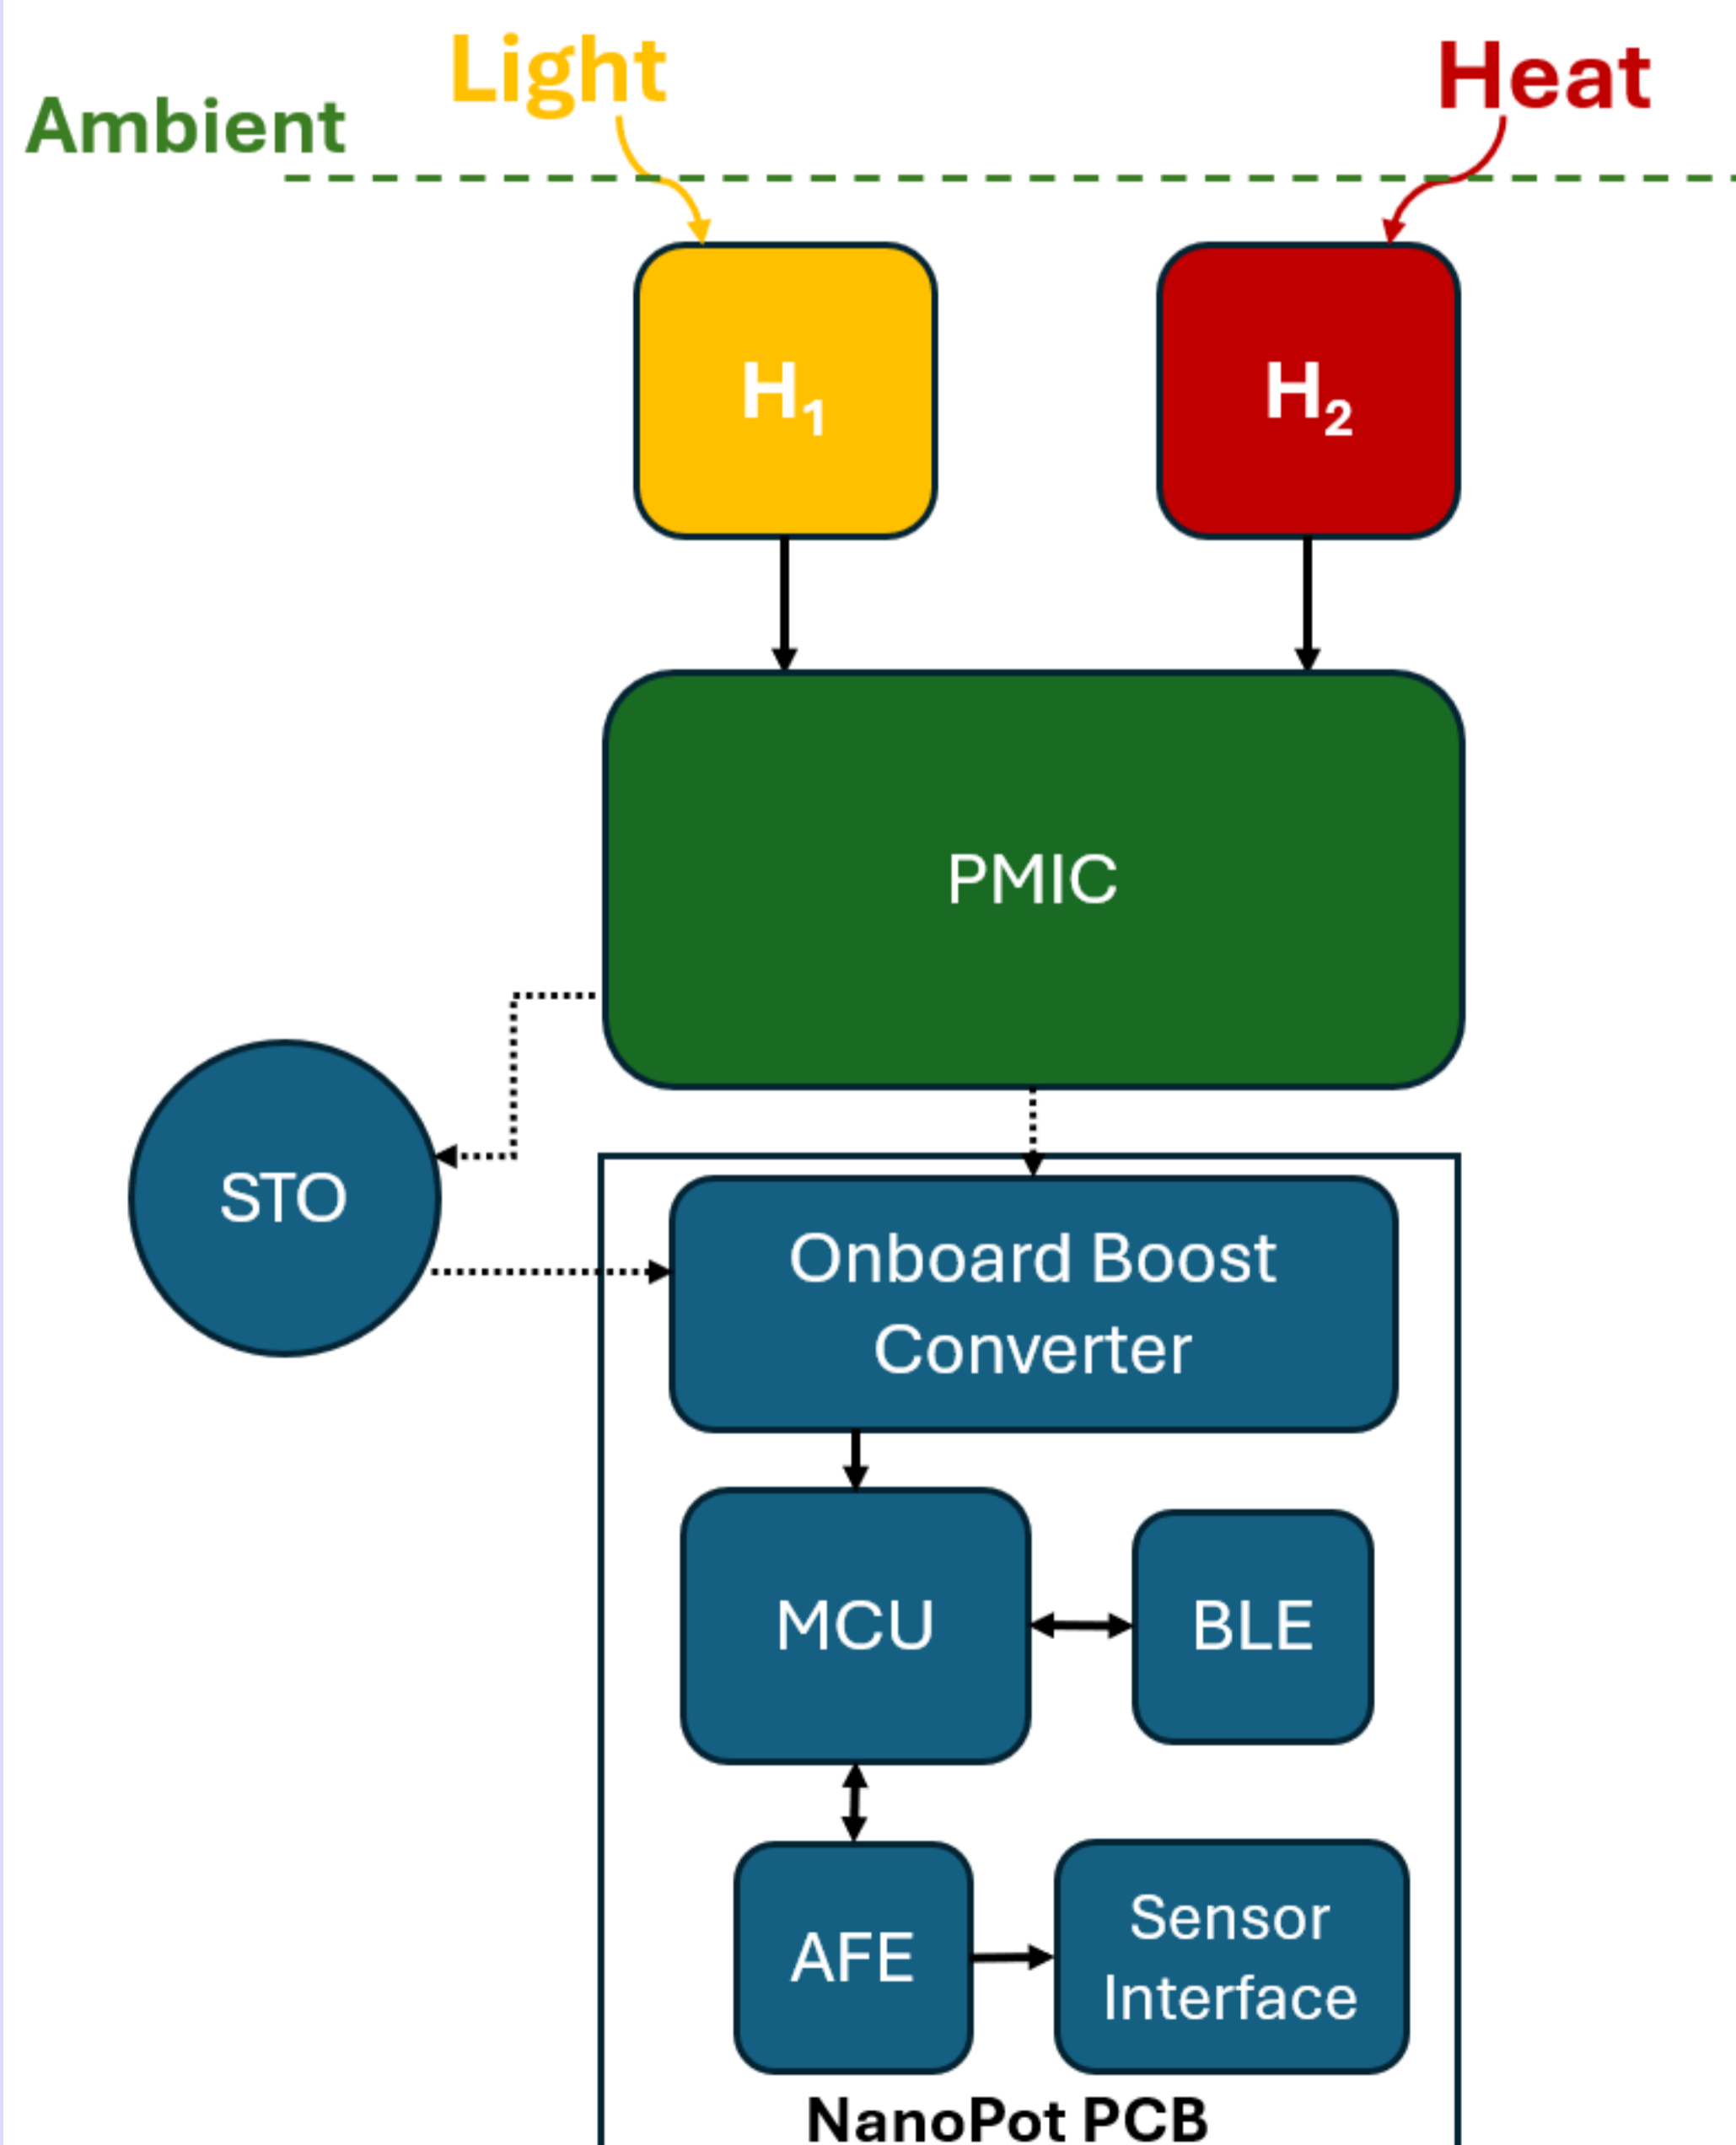 Light
Heat
Ambient
H₁
H₂
PMIC
STO
Onboard Boost
Converter
MCU
BLE
AFE
Sensor
Interface
NanoPot PCB